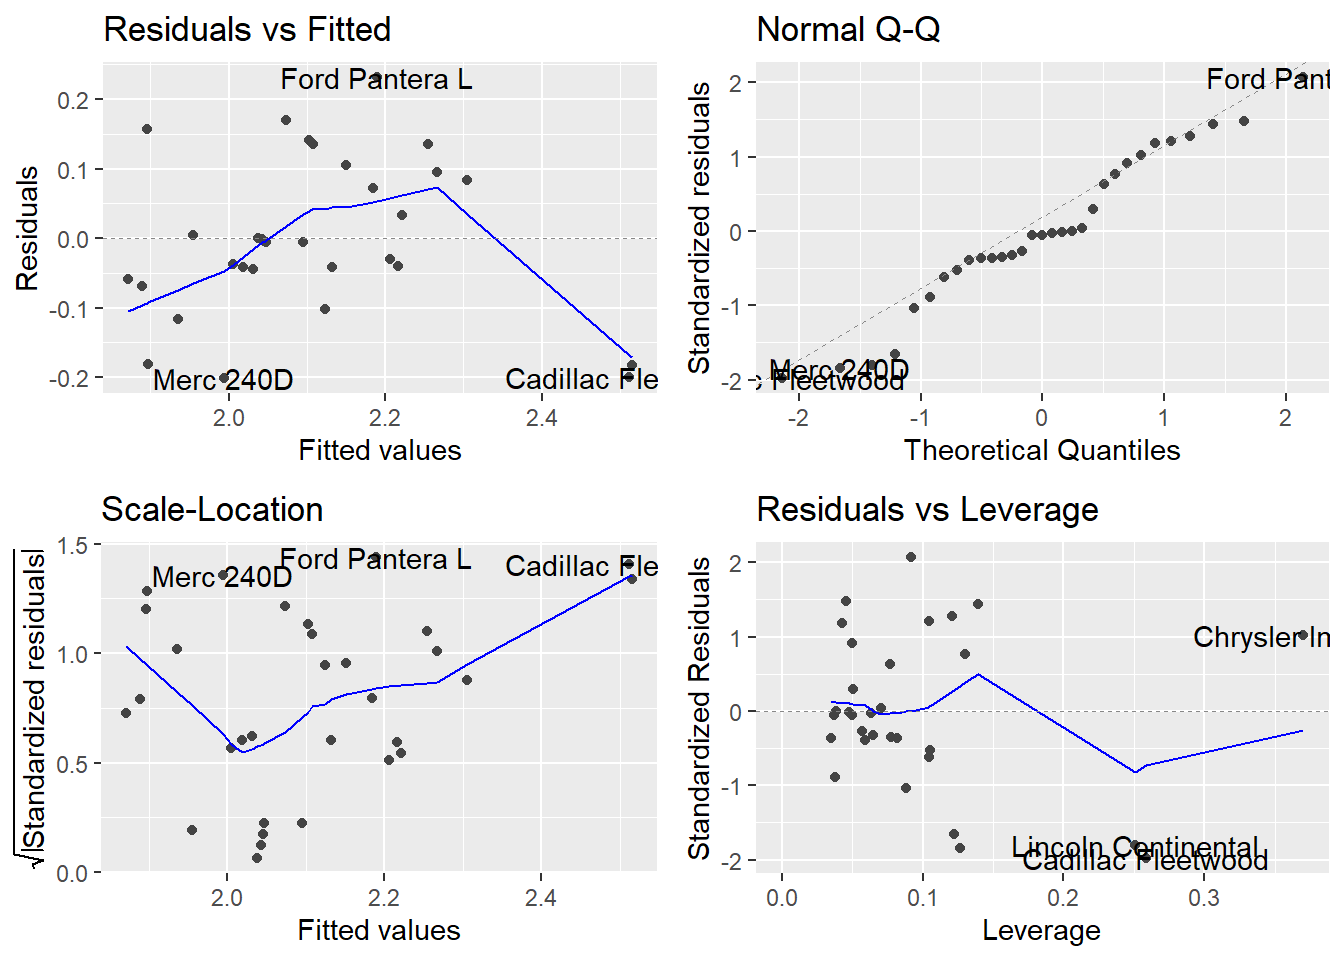 Residuals vs Fitted
Residuals
0.2
0.1
0.0
-0.1
-0.2
Ford Pantera L
Merc 240D
Cadillac Fle
2.0 2.2 2.4
Fitted values
Normal Q-Q
Standardized residuals
2
1
0
-1
-2
Ford Pant
Merc 240D
Fleetwood
-2 -1 0 1 2
Theoretical Quantiles
Scale-Location
√|Standardized residuals|
1.5
1.0
0.5
0.0
Merc 240D
Ford Pantera L
Cadillac Fle
2.0 2.2 2.4
Fitted values
Residuals vs Leverage
Standardized Residuals
2
1
0
-1
-2
Chrysler Im
Lincoln Continental
Cadillac Fleetwood
0.0 0.1 0.2 0.3
Leverage